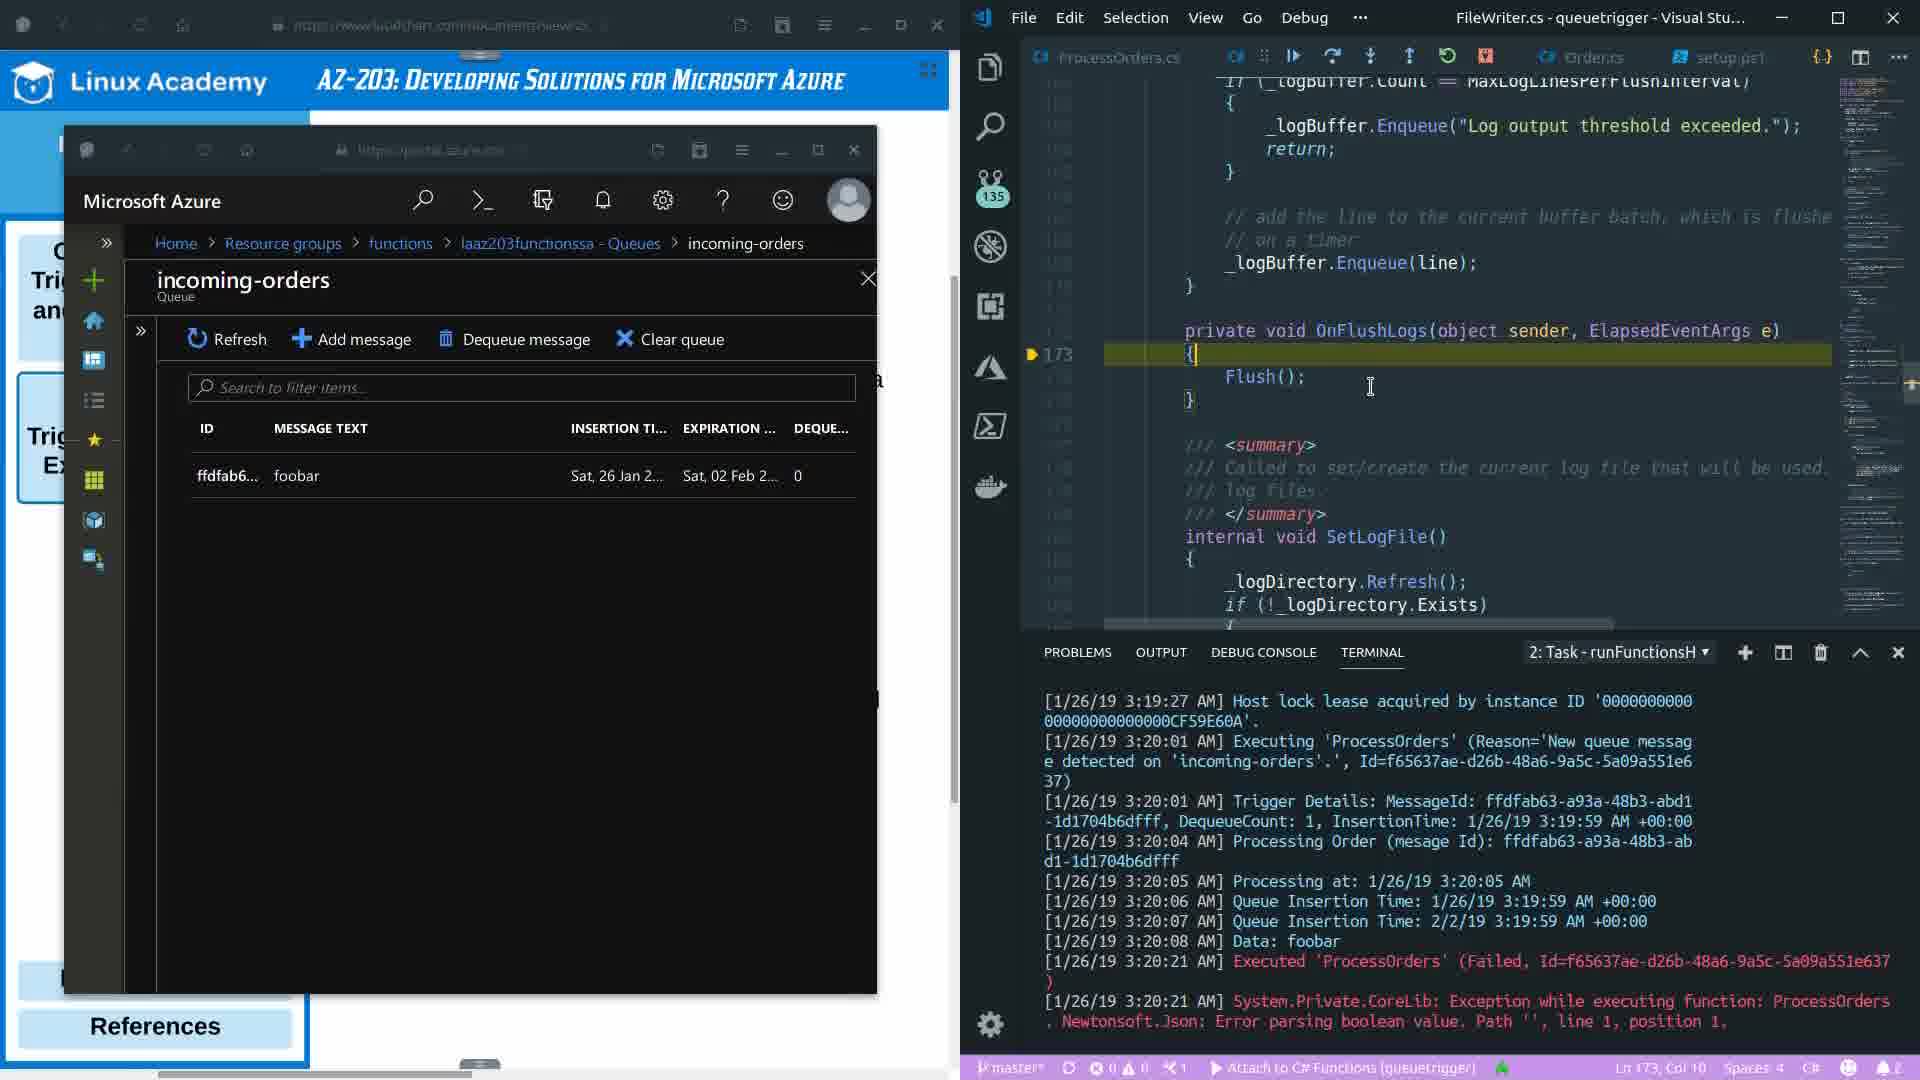 Linux Academy
AZ-203: Developing Solutions for Microsoft Azure
Microsoft Azure
Home > Resource groups > functions > laaz203functionssa - Queues > incoming-orders
incoming-orders
Queue
Refresh
Add message
Dequeue message
Clear queue
Search to filter items...
ID MESSAGE TEXT INSERTION TI... EXPIRATION ... DEQUE...
ffdfab6... foobar Sat, 26 Jan 2... Sat, 02 Feb 2... 0
References
File Edit Selection View Go Debug ... FileWriter.cs - queuetrigger - Visual Stu...
ProcessOrders.cs Order.cs setup.ps1
if (_logBuffer.Count == MaxLogLinesPerFlushInterval)
{
_logBuffer.Enqueue("Log output threshold exceeded.");
return;
}
// add the line to the current buffer batch, which is flushe
// on a timer
_logBuffer.Enqueue(line);
}
private void OnFlushLogs(object sender, ElapsedEventArgs e)
173 {
Flush();
}
/// <summary>
/// Called to set/create the current log file that will be used.
/// log files.
/// </summary>
internal void SetLogFile()
{
_logDirectory.Refresh();
if (!_logDirectory.Exists)
{
135
PROBLEMS OUTPUT DEBUG CONSOLE TERMINAL 2: Task - runFunctionsH
[1/26/19 3:19:27 AM] Host lock lease acquired by instance ID '0000000000
00000000000000CF59E60A'.
[1/26/19 3:20:01 AM] Executing 'ProcessOrders' (Reason='New queue messag
e detected on 'incoming-orders'.', Id=f65637ae-d26b-48a6-9a5c-5a09a551e6
37)
[1/26/19 3:20:01 AM] Trigger Details: MessageId: ffdfab63-a93a-48b3-abd1
-1d1704b6dfff, DequeueCount: 1, InsertionTime: 1/26/19 3:19:59 AM +00:00
[1/26/19 3:20:04 AM] Processing Order (mesage Id): ffdfab63-a93a-48b3-ab
d1-1d1704b6dfff
[1/26/19 3:20:05 AM] Processing at: 1/26/19 3:20:05 AM
[1/26/19 3:20:06 AM] Queue Insertion Time: 1/26/19 3:19:59 AM +00:00
[1/26/19 3:20:07 AM] Queue Insertion Time: 2/2/19 3:19:59 AM +00:00
[1/26/19 3:20:08 AM] Data: foobar
[1/26/19 3:20:21 AM] Executed 'ProcessOrders' (Failed, Id=f65637ae-d26b-48a6-9a5c-5a09a551e637
)
[1/26/19 3:20:21 AM] System.Private.CoreLib: Exception while executing function: ProcessOrders
. Newtonsoft.Json: Error parsing boolean value. Path '', line 1, position 1.
master* 0 0 1 Attach to C# Functions (queuetrigger) Ln 173, Col 10 Spaces: 4 C# 2